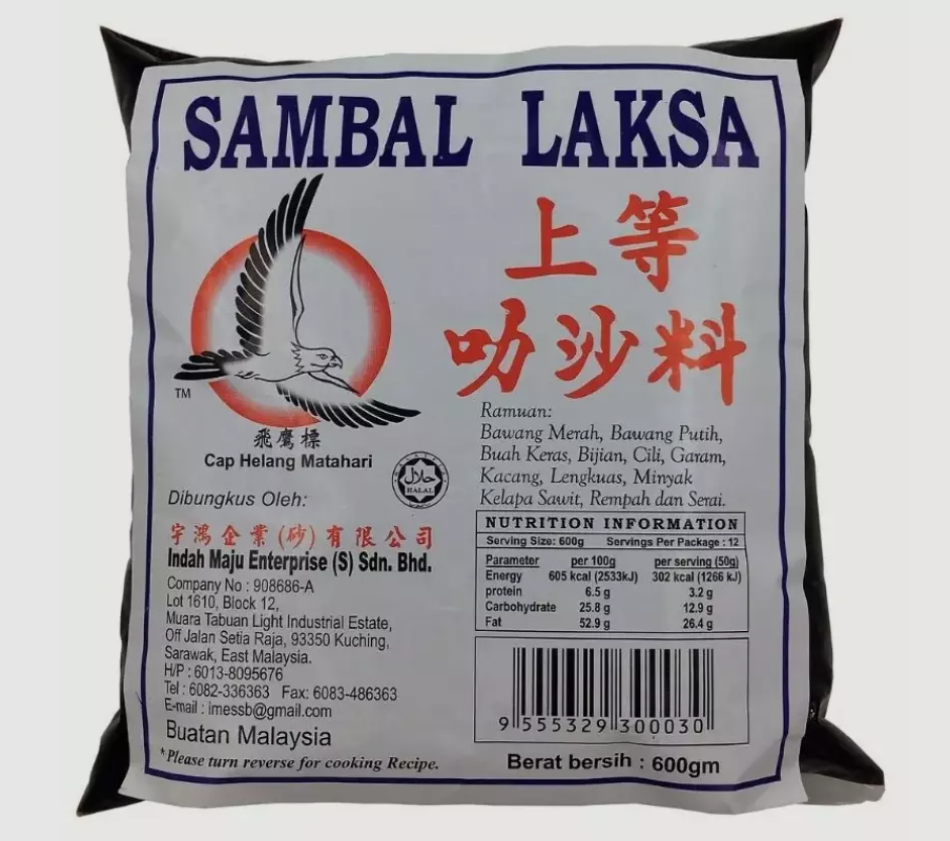 SAMBAL LAKSA
上等
叻沙料
TM
飛鷹標
Cap Helang Matahari
HALAL
Ramuan:
Bawang Merah, Bawang Putih,
Buah Keras, Bijian, Cili, Garam,
Kacang, Lengkuas, Minyak
Kelapa Sawit, Rempah dan Serai.
Dibungkus Oleh:
宇鴻企業(砂)有限公司
Indah Maju Enterprise (S) Sdn. Bhd.
Company No : 908686-A
Lot 1610, Block 12,
Muara Tabuan Light Industrial Estate,
Off Jalan Setia Raja, 93350 Kuching,
Sarawak, East Malaysia.
H/P : 6013-8095676
Tel : 6082-336363 Fax: 6083-486363
E-mail : imessb@gmail.com
Buatan Malaysia
*Please turn reverse for cooking Recipe.
NUTRITION INFORMATION
Serving Size: 600g Servings Per Package : 12
Parameter per 100g per serving (50g)
Energy 605 kcal (2533kJ) 302 kcal (1266 kJ)
protein 6.5 g 3.2 g
Carbohydrate 25.8 g 12.9 g
Fat 52.9 g 26.4 g
9 555329 300030
Berat bersih : 600gm